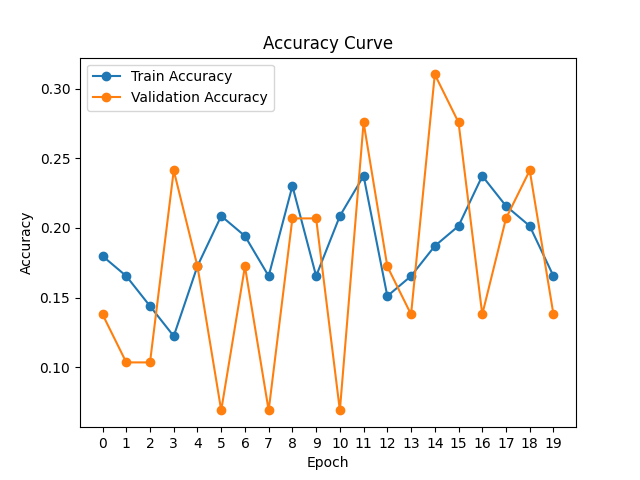 Accuracy Curve
Train Accuracy
Validation Accuracy
0.30
0.25
0.20
0.15
0.10
Accuracy
0 1 2 3 4 5 6 7 8 9 10 11 12 13 14 15 16 17 18 19
Epoch